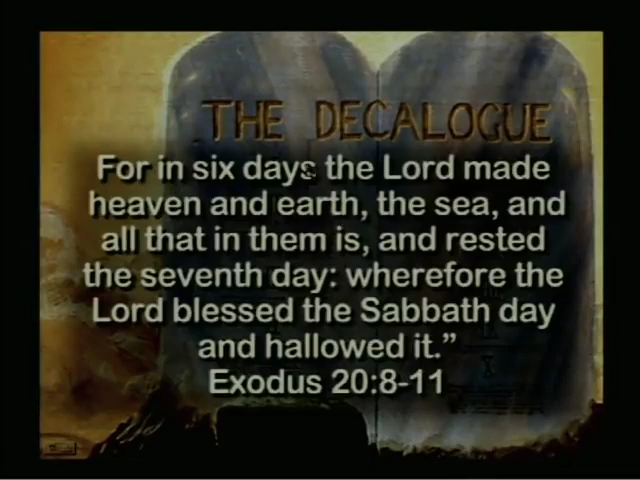 THE DECALOGUE
For in six days the Lord made
heaven and earth, the sea, and
all that in them is, and rested
the seventh day: wherefore the
Lord blessed the Sabbath day
and hallowed it.”
Exodus 20:8-11